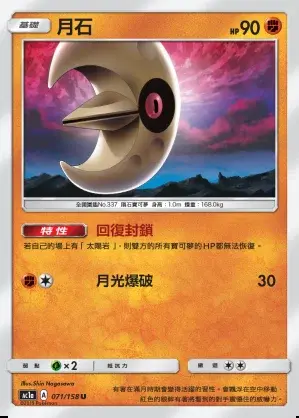 基礎 月石 HP 90
全國圖鑑 No.337 隕石寶可夢 身高：1.0m 體重：168.0kg
特性 回復封鎖
若自己的場上有「太陽岩」，則雙方的所有寶可夢的HP都無法恢復。
月光爆破 30
弱點 ×2 抵抗力 撤退
Illus.Shin Nagasawa
AC1a A 071/158 U
有著在滿月時期會變得活躍的習性。會飄浮在空中移動，
紅色的眼睛有著將看到的對手震懾住的魄力。